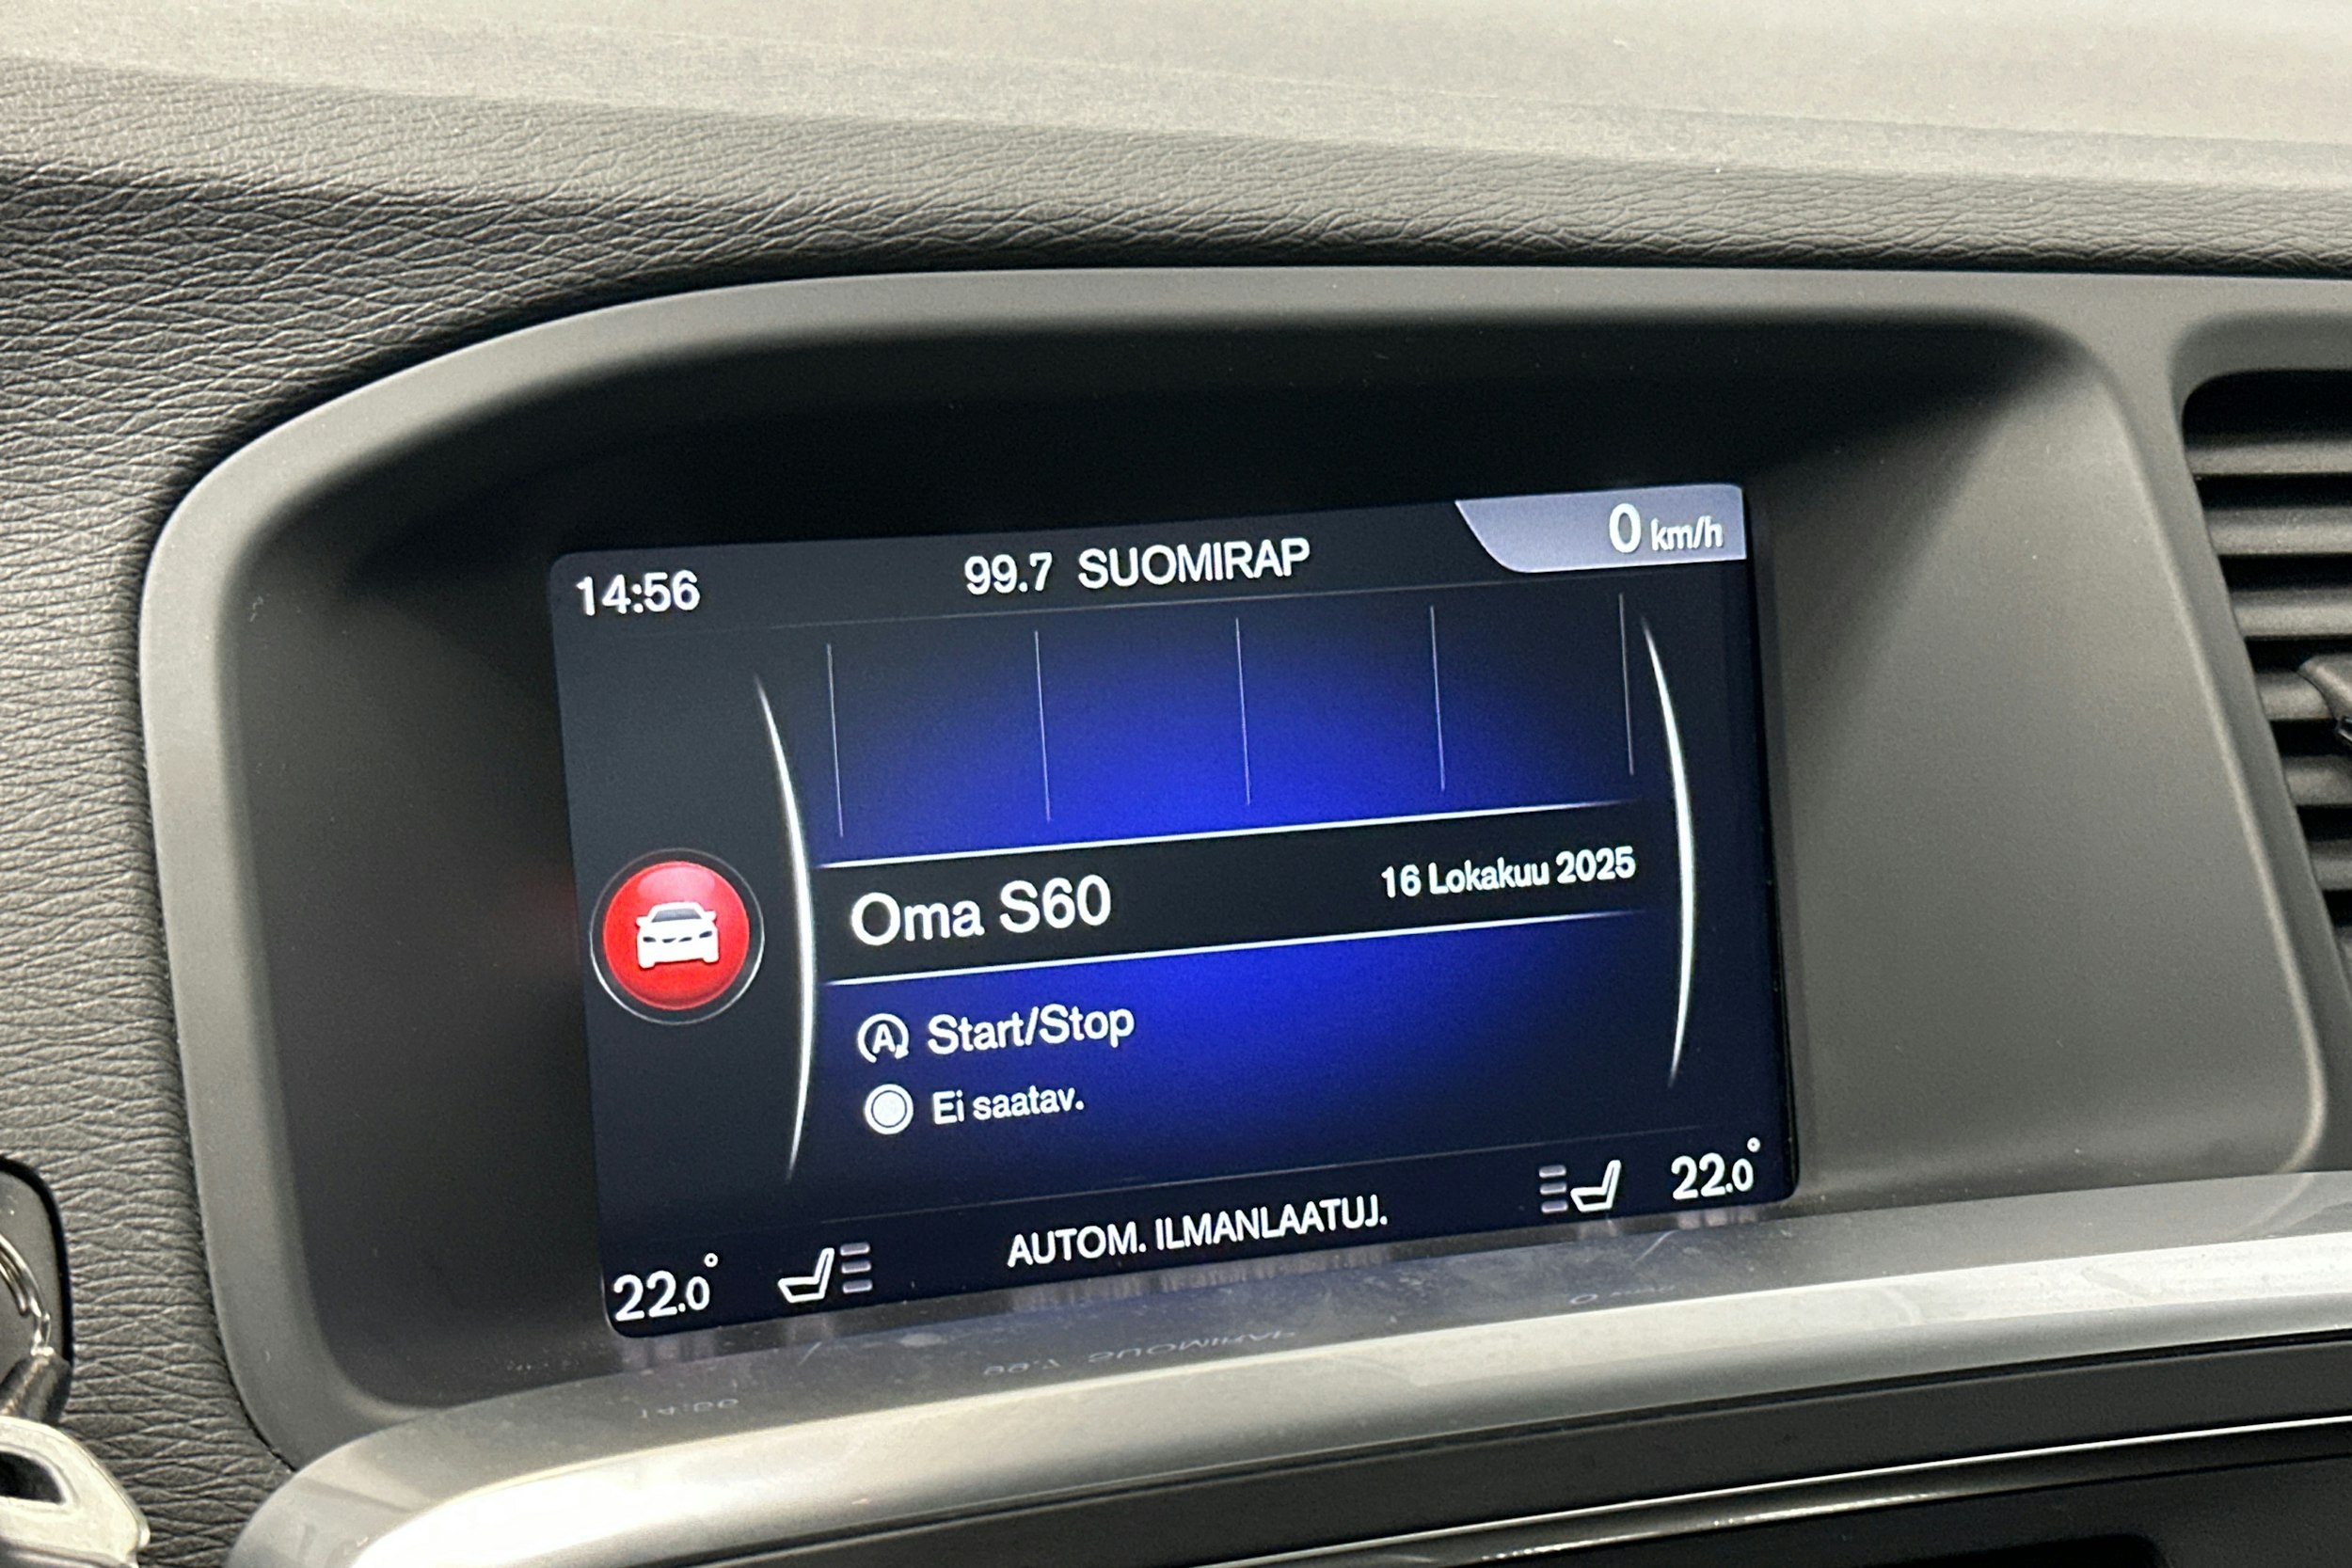 14:56 99.7 SUOMIRAP 0 km/h
Oma S60 16 Lokakuu 2025
A Start/Stop
Ei saatav.
22.0° AUTOM. ILMANLAATUJ. 22.0°